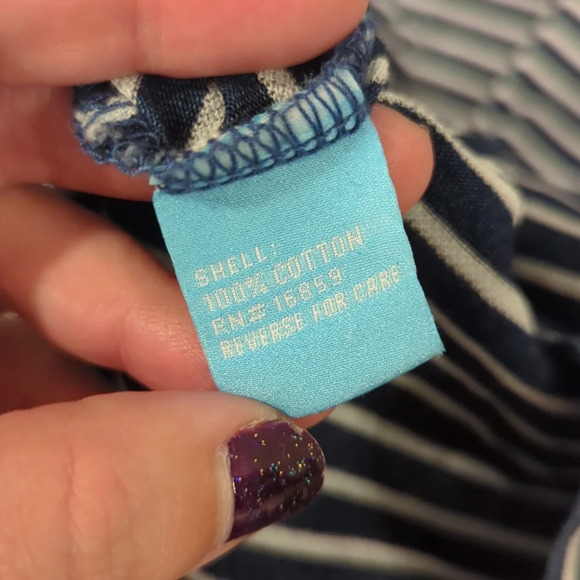 SHELL:
100% COTTON
RN# 16859
REVERSE FOR CARE